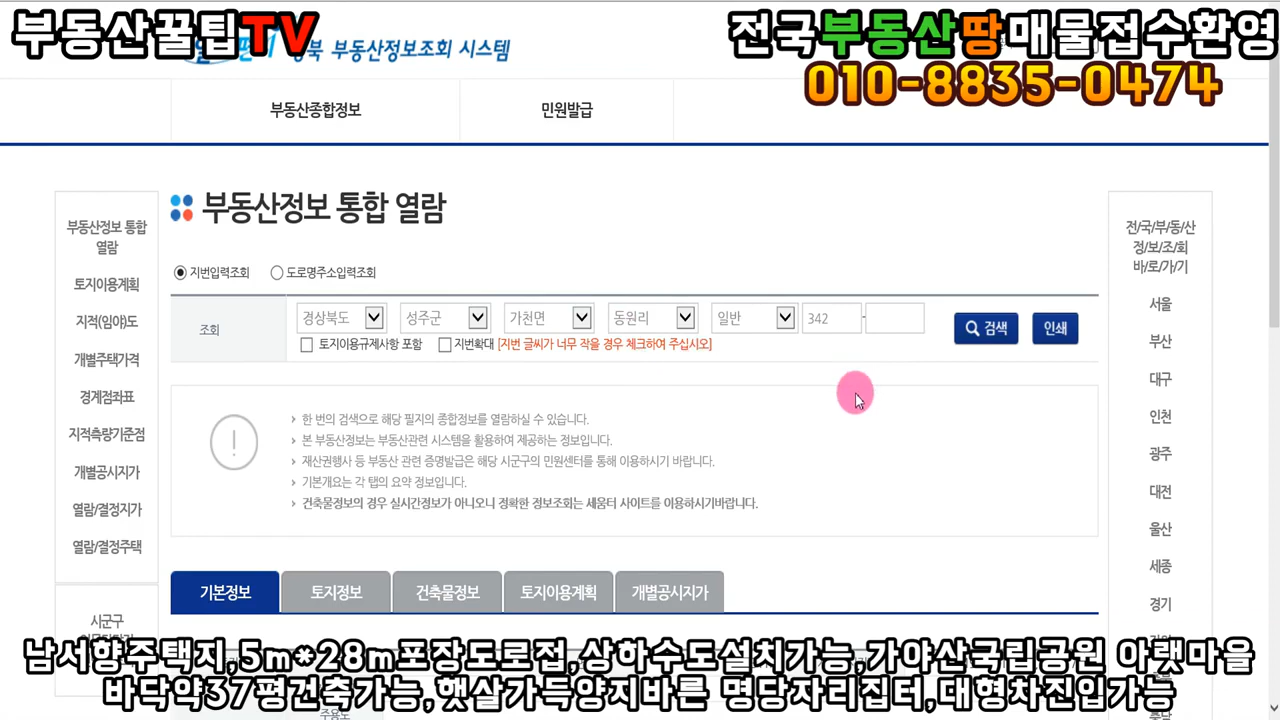 부동산꿀팁TV
전국부동산땅매물접수환영
010-8835-0474
경북 부동산정보조회 시스템
부동산종합정보
민원발급
부동산정보 통합 열람
지번입력조회
도로명주소입력조회
조회
경상북도
성주군
가천면
동원리
일반
342
-
검색
인쇄
토지이용규제사항 포함
지번확대 [지번 글씨가 너무 작을 경우 체크하여 주십시오]
한 번의 검색으로 해당 필지의 종합정보를 열람하실 수 있습니다.
본 부동산정보는 부동산관련 시스템을 활용하여 제공하는 정보입니다.
재산권행사 등 부동산 관련 증명발급은 해당 시군구의 민원센터를 통해 이용하시기 바랍니다.
기본개요는 각 탭의 요약 정보입니다.
건축물정보의 경우 실시간정보가 아니오니 정확한 정보조회는 세움터 사이트를 이용하시기바랍니다.
기본정보
토지정보
건축물정보
토지이용계획
개별공시지가
부동산정보 통합
열람
토지이용계획
지적(임야)도
개별주택가격
경계점좌표
지적측량기준점
개별공시지가
열람/결정지가
열람/결정주택
시군구
전/국/부/동/산
정/보/조/회
바/로/가/기
서울
부산
대구
인천
광주
대전
울산
세종
경기
남서향주택지,5m*28m포장도로접,상하수도설치가능,가야산국립공원 아랫마을
바닥약37평건축가능,햇살가득양지바른 명당자리집터,대형차진입가능
주용도